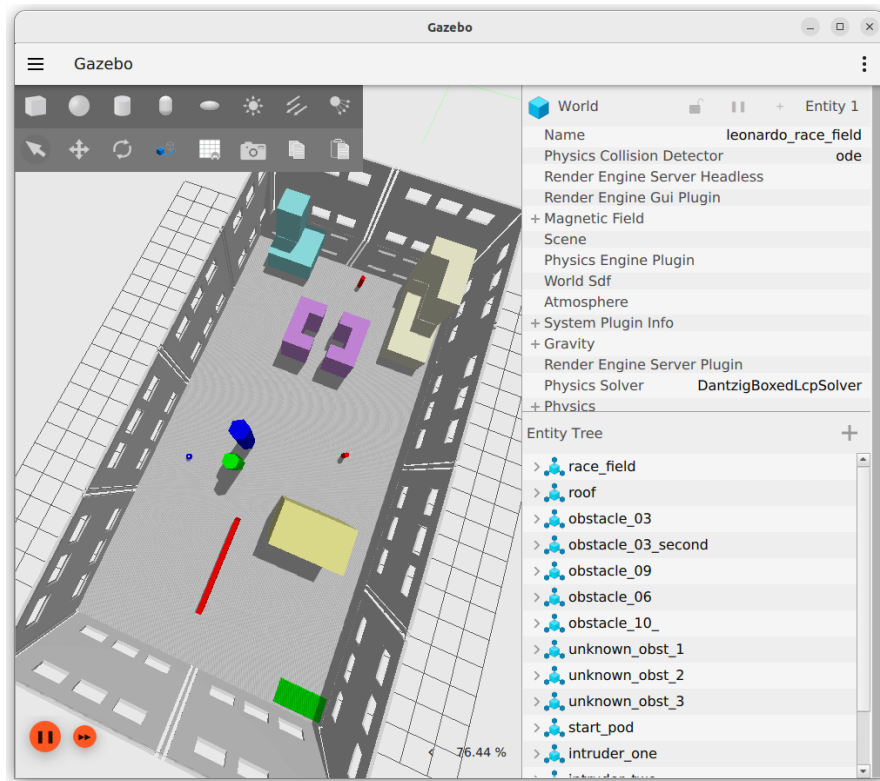 Gazebo
Gazebo
World
Entity 1
Name leonardo_race_field
Physics Collision Detector ode
Render Engine Server Headless
Render Engine Gui Plugin
+ Magnetic Field
Scene
Physics Engine Plugin
World Sdf
Atmosphere
+ System Plugin Info
+ Gravity
Render Engine Server Plugin
Physics Solver DantzigBoxedLcpSolver
+ Physics
Entity Tree
race_field
roof
obstacle_03
obstacle_03_second
obstacle_09
obstacle_06
obstacle_10_
unknown_obst_1
unknown_obst_2
unknown_obst_3
start_pod
intruder_one
76.44 %